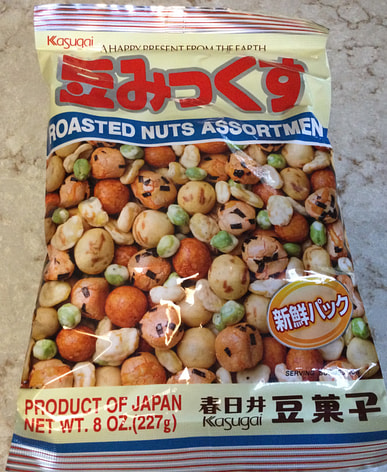 Kasugai
A HAPPY PRESENT FROM THE EARTH
豆みっくす
ROASTED NUTS ASSORTMEN
新鮮パック
SERVING
PRODUCT OF JAPAN
NET WT. 8 OZ.(227g)
春日井 豆菓子
Kasugai